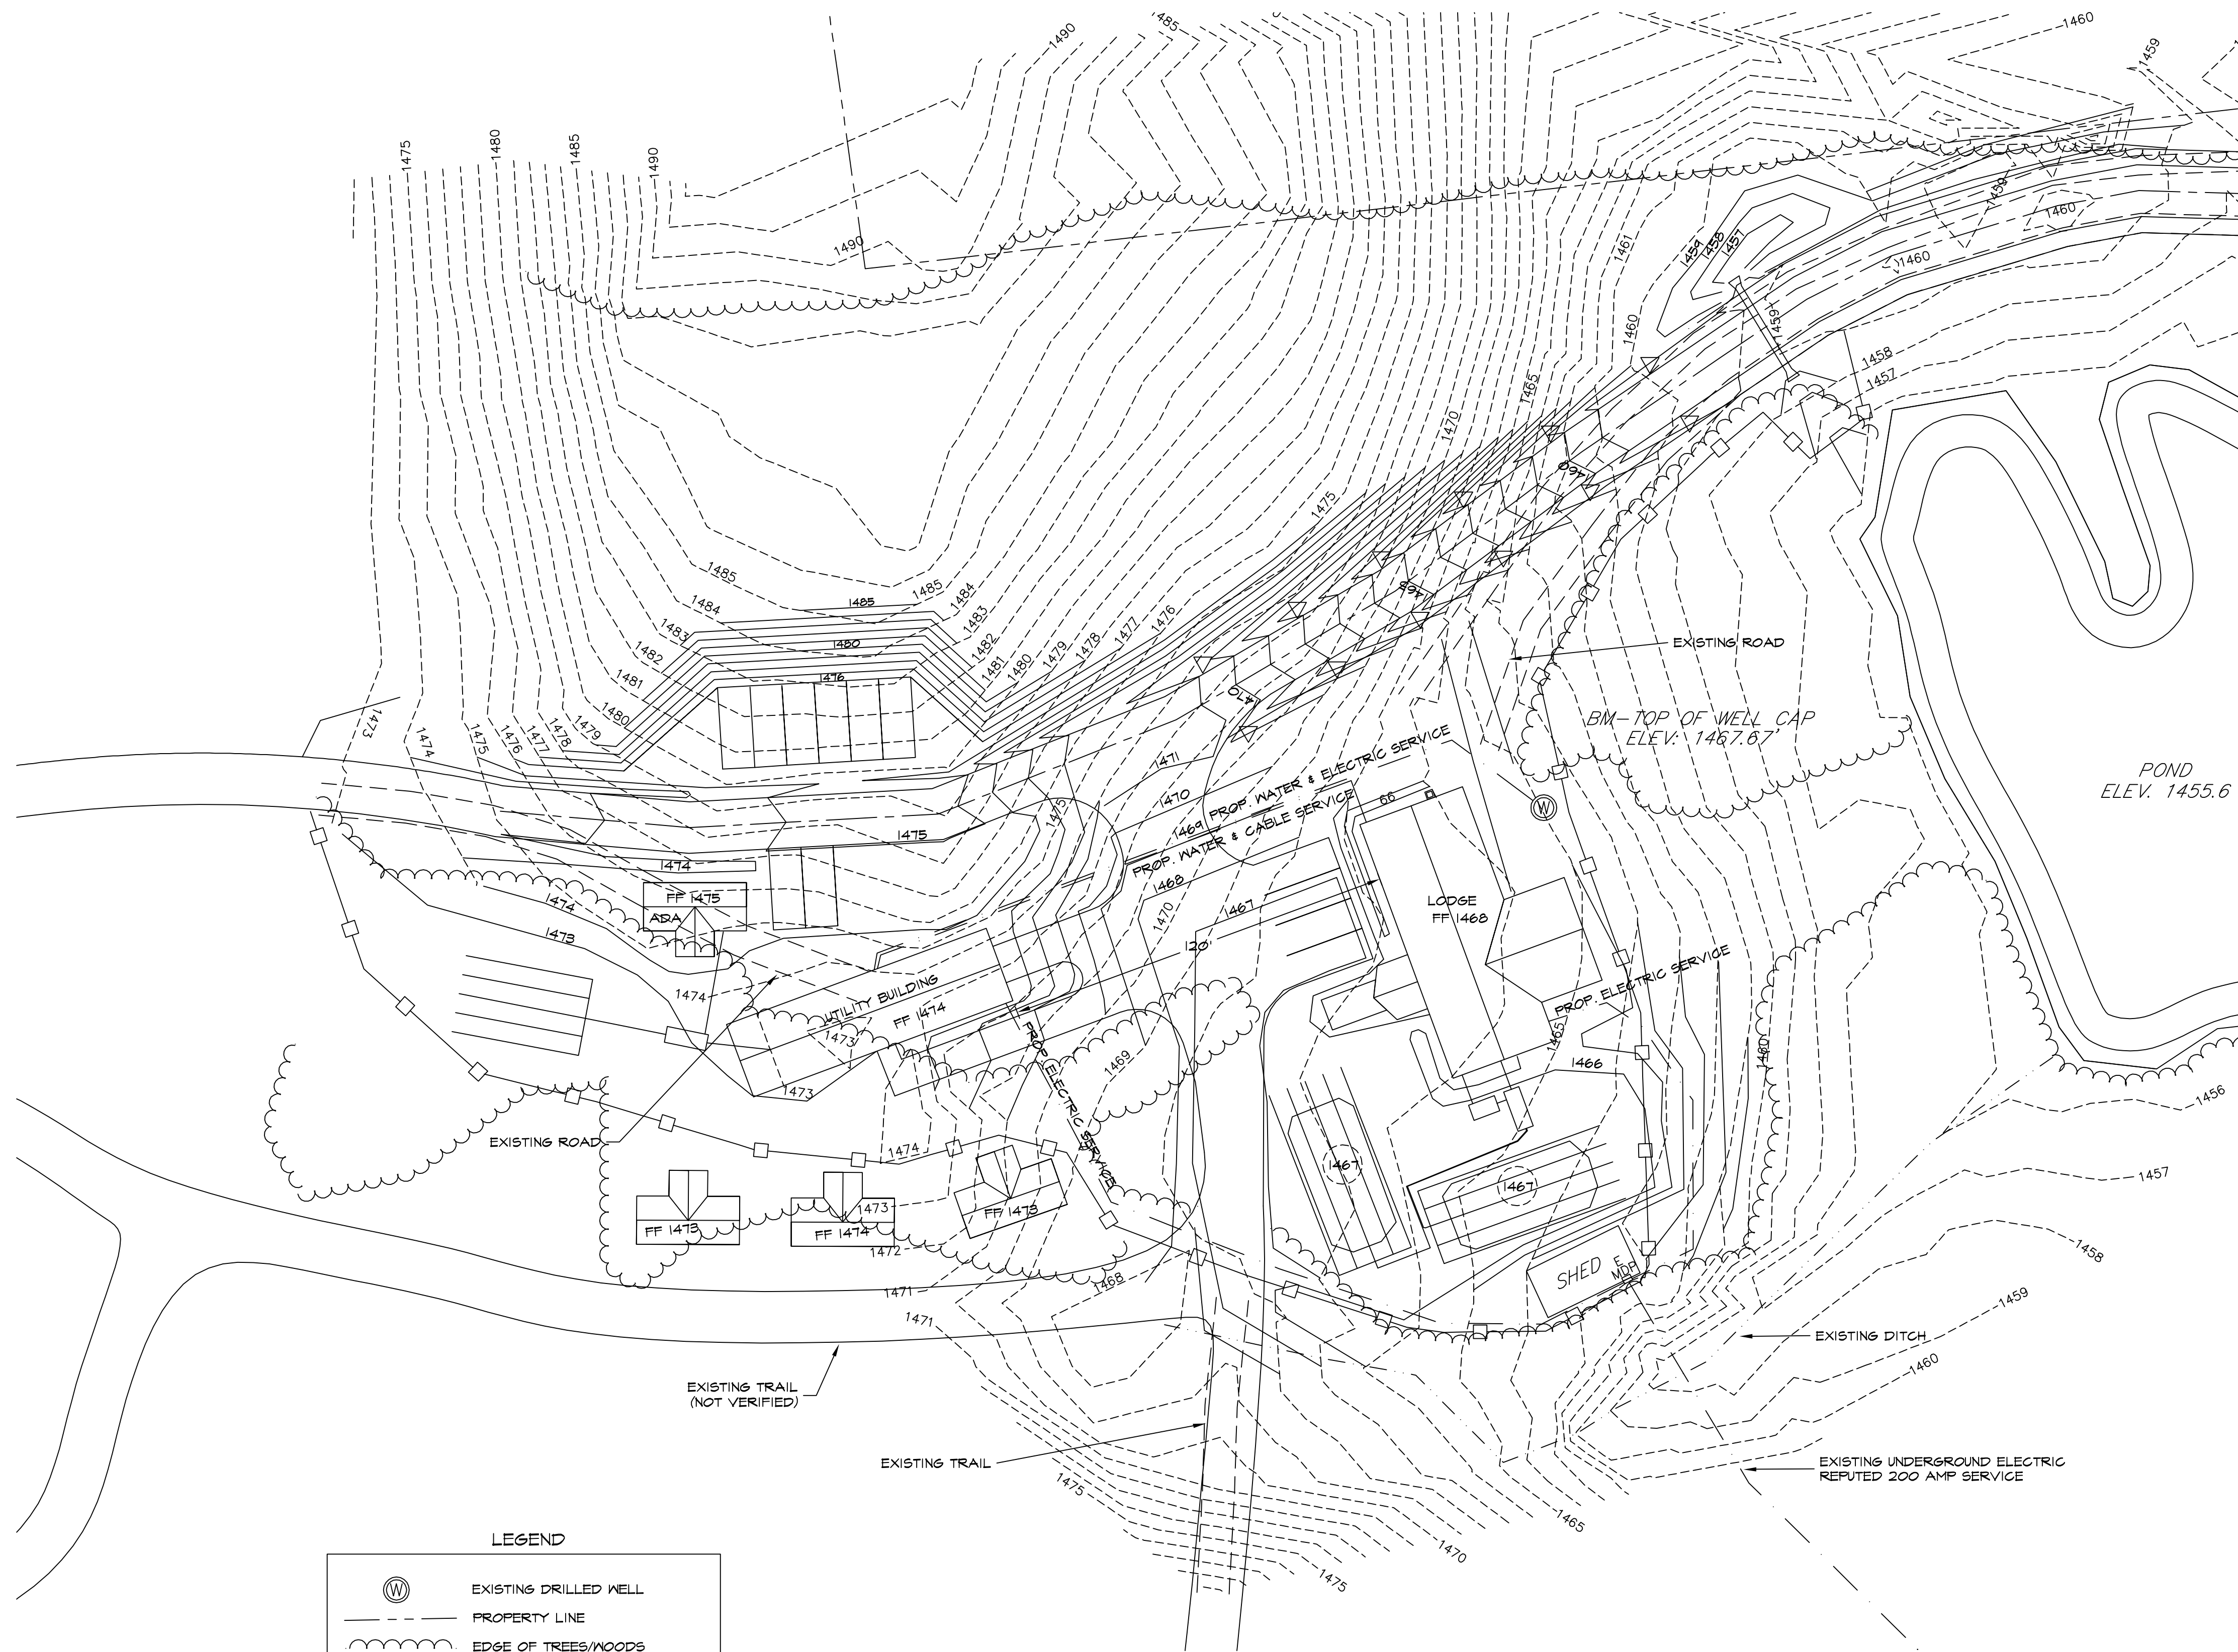 1490
1485
1460
1459
1475
1480
1485
1490
1490
1459
1460
1461
1459
1458
1457
1460
1460
1459
1458
1457
1465
1470
1460
1475
1465
1485
1485
1484
1484
1485
1483
1483
1480
1482
1482
1476
1481
1481
1480
1479
1478
1477
1476
1480
1479
1478
1477
1476
1475
1474
1473
1470
EXISTING ROAD
BM-TOP OF WELL CAP
ELEV: 1467.67'
POND
ELEV. 1455.6
1471
1470
1469
PROP. WATER & ELECTRIC SERVICE
PROP. WATER & CABLE SERVICE
66
W
1475
1475
1474
1468
1467
1470
120'
LODGE
FF 1468
FF 1475
ADA
1474
1473
UTILITY BUILDING
FF 1474
1474
1473
1473
PROP. ELECTRIC SERVICE
PROP. ELECTRIC SERVICE
1469
1465
1466
1460
1456
EXISTING ROAD
1474
1467
1467
1457
1473
FF 1473
FF 1473
FF 1474
1472
1471
1468
1471
SHED
E
MDP
1458
1459
EXISTING DITCH
1460
EXISTING TRAIL
(NOT VERIFIED)
EXISTING TRAIL
EXISTING UNDERGROUND ELECTRIC
REPUTED 200 AMP SERVICE
1475
1465
1470
1475
LEGEND
W EXISTING DRILLED WELL
PROPERTY LINE
EDGE OF TREES/WOODS